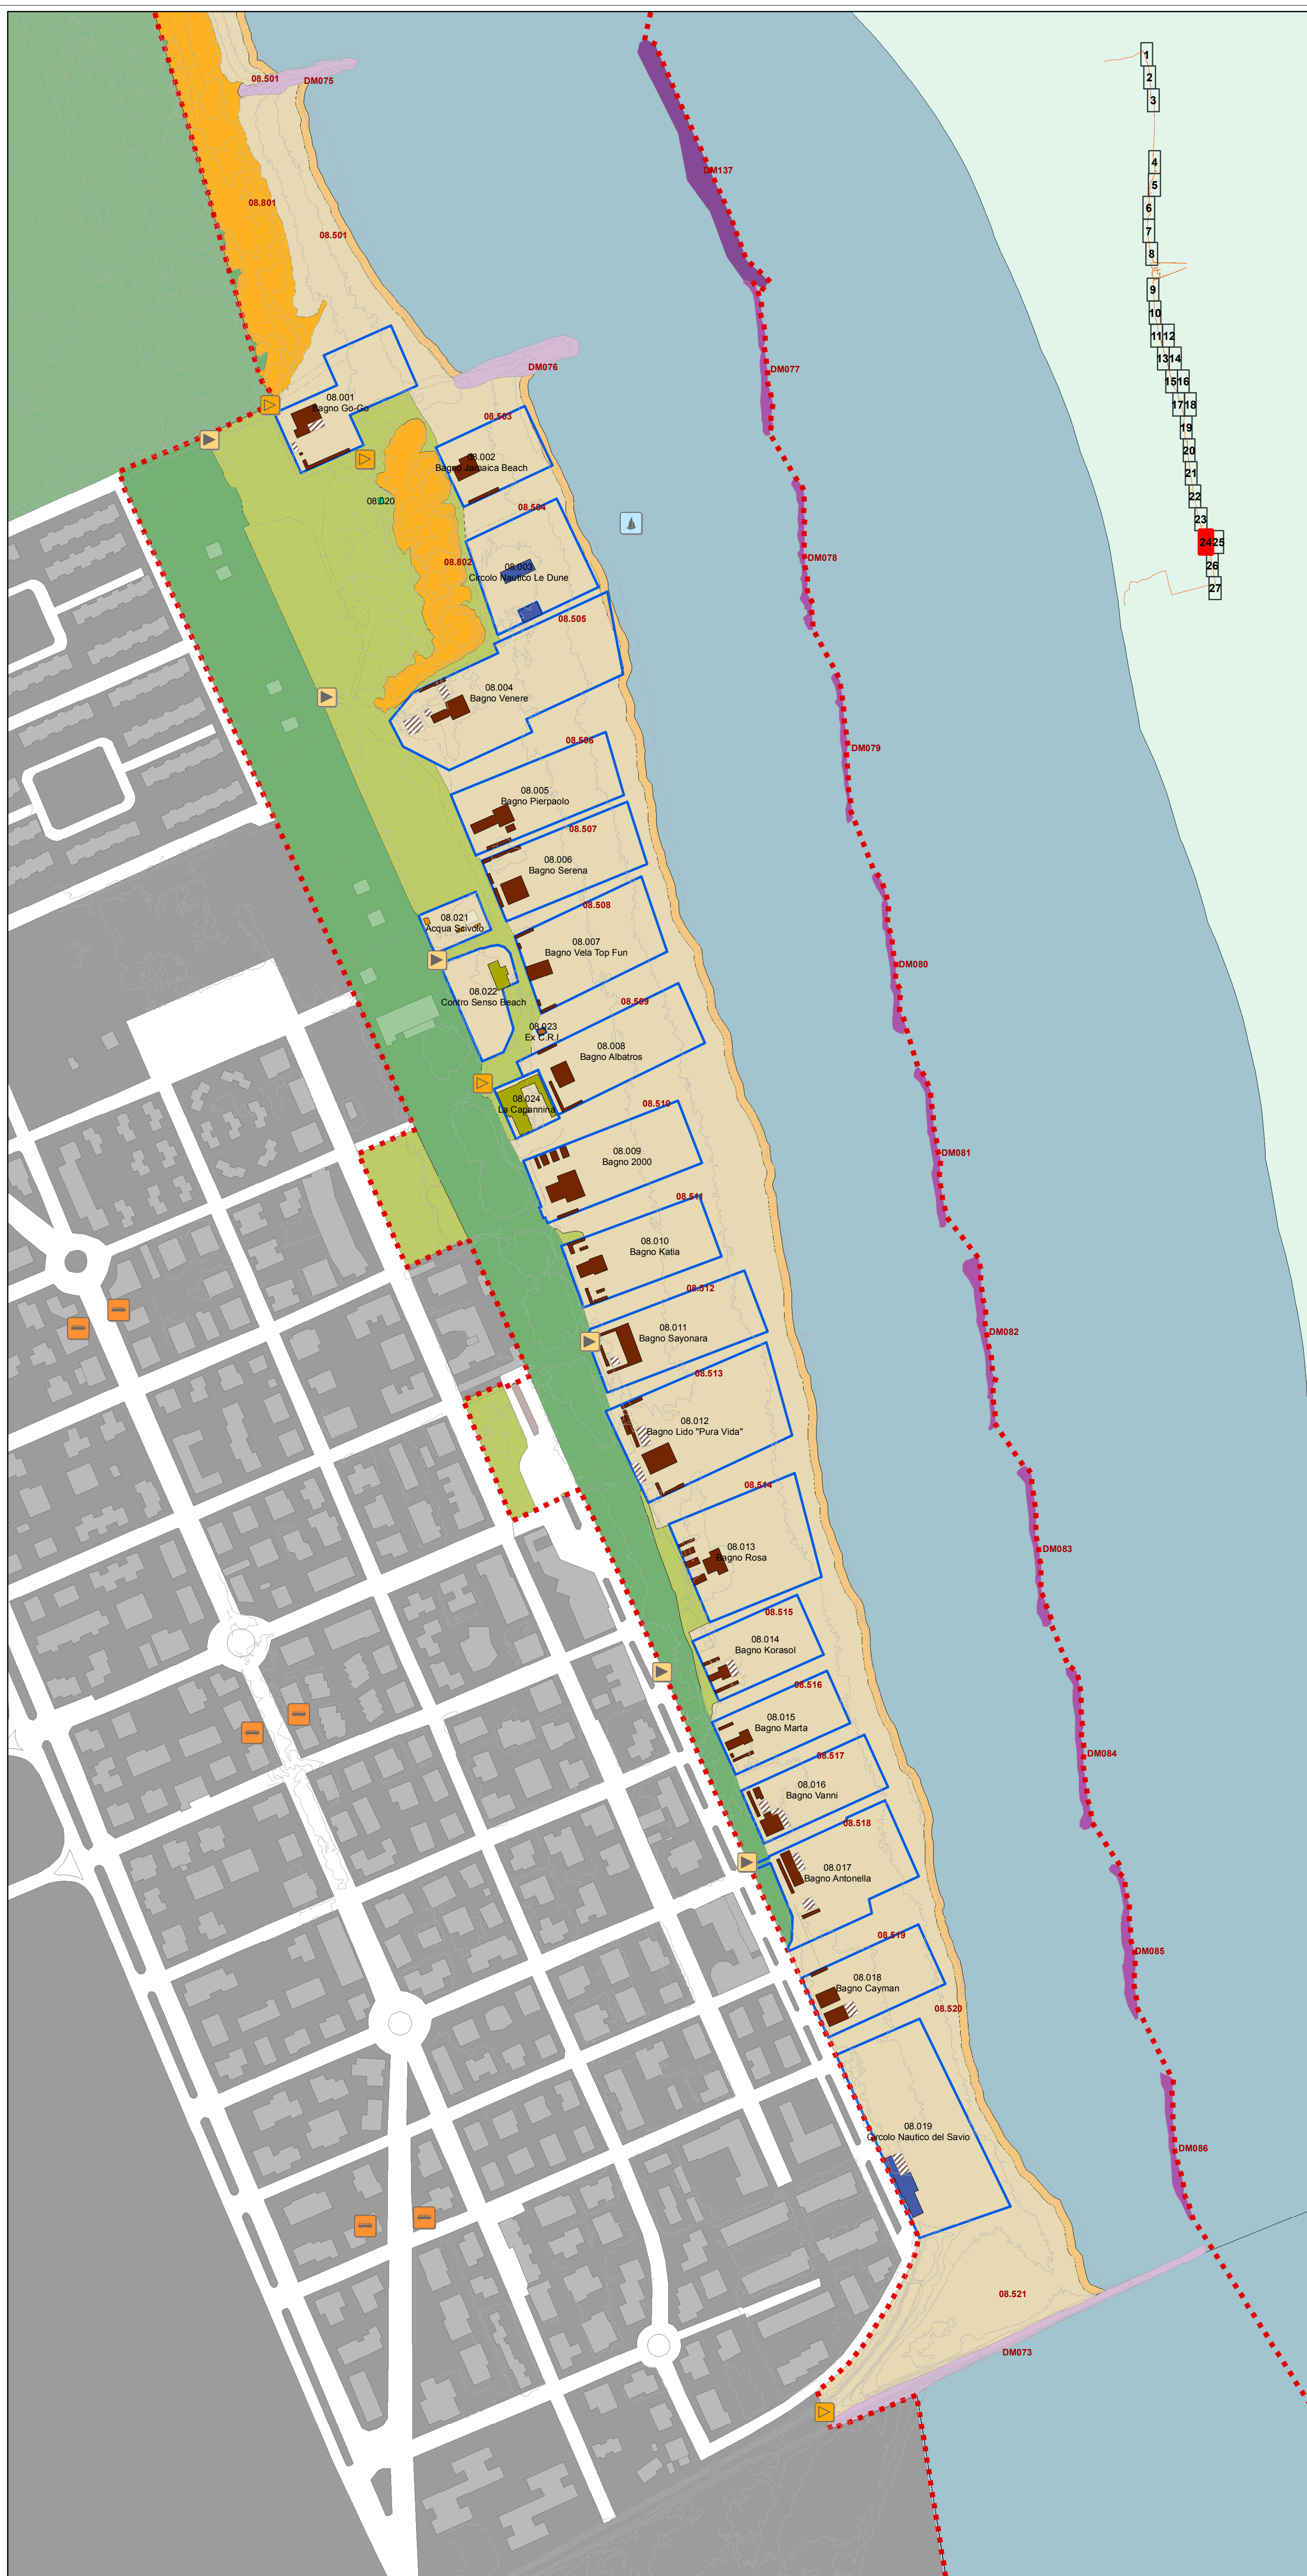 08.501
DM075
DM137
08.801
08.501
DM076
DM077
08.001
Bagno Go-Go
08.503
08.002
Bagno Jamaica Beach
08.020
08.504
DM078
08.802
08.003
Circolo Nautico Le Dune
08.505
08.004
Bagno Venere
08.506
DM079
08.005
Bagno Pierpaolo
08.507
08.006
Bagno Serena
08.508
08.021
Acqua Scivolo
08.007
Bagno Vela Top Fun
DM080
08.022
Contro Senso Beach
08.509
08.023
Ex C.R.I.
08.008
Bagno Albatros
08.024
La Capannina
08.510
DM081
08.009
Bagno 2000
08.511
08.010
Bagno Katia
08.512
08.011
Bagno Sayonara
DM082
08.513
08.012
Bagno Lido "Pura Vida"
08.514
08.013
Bagno Rosa
DM083
08.515
08.014
Bagno Korasol
08.516
08.015
Bagno Marta
08.517
DM084
08.016
Bagno Vanni
08.518
08.017
Bagno Antonella
08.519
DM085
08.018
Bagno Cayman
08.520
08.019
Circolo Nautico del Savio
DM086
08.521
DM073
1
2
3
4
5
6
7
8
9
10
11 12
13 14
15 16
17 18
19
20
21
22
23
24 25
26
27